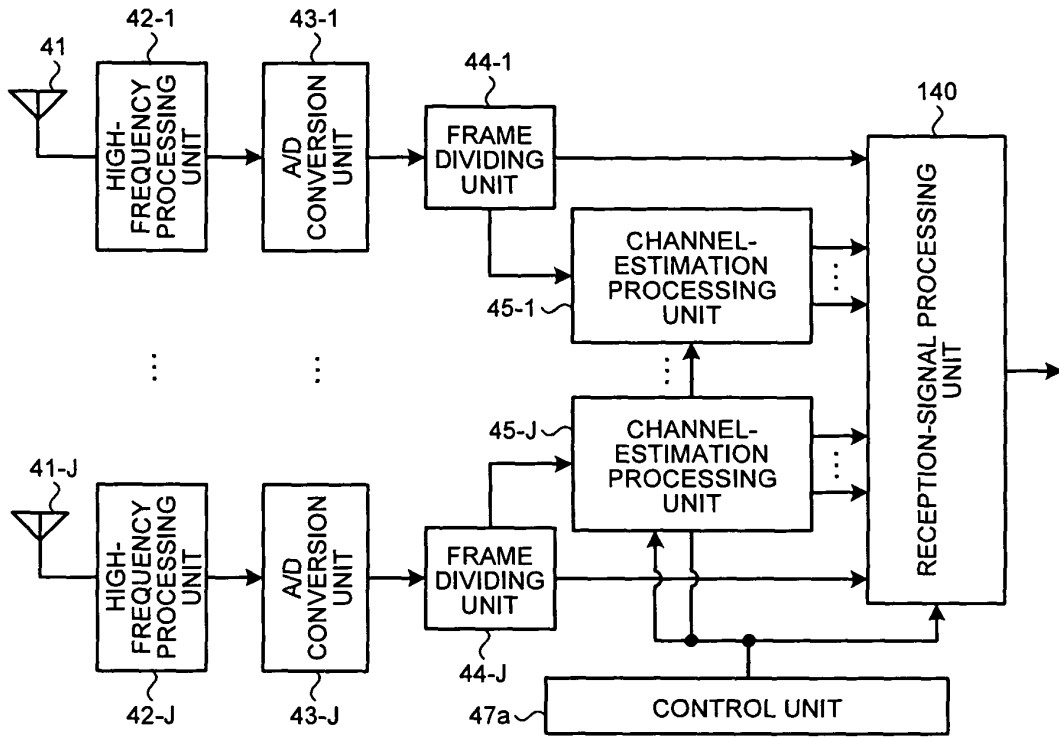 41
42-1
43-1
44-1
140
HIGH-
FREQUENCY
PROCESSING
UNIT
A/D
CONVERSION
UNIT
FRAME
DIVIDING
UNIT
CHANNEL-
ESTIMATION
PROCESSING
UNIT
45-1
RECEPTION-SIGNAL PROCESSING
UNIT
45-J
CHANNEL-
ESTIMATION
PROCESSING
UNIT
41-J
HIGH-
FREQUENCY
PROCESSING
UNIT
A/D
CONVERSION
UNIT
FRAME
DIVIDING
UNIT
42-J
43-J
44-J
47a
CONTROL UNIT